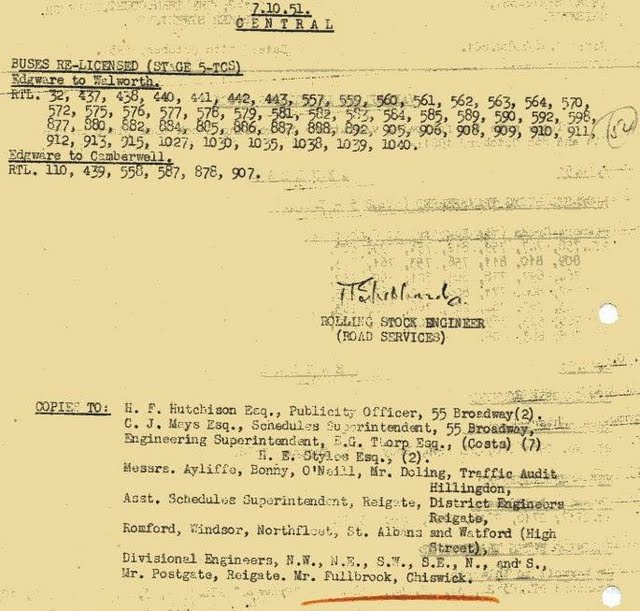 7.10.51.
CENTRAL
BUSES RE-LICENSED (STAGE 5-TCS)
Edgware to Walworth.
RTL. 32, 437, 438, 440, 441, 442, 443, 557, 559, 560, 561, 562, 563, 564, 570,
572, 575, 576, 577, 578, 579, 581, 582, 583, 584, 585, 589, 590, 592, 598,
877, 880, 882, 884, 885, 886, 887, 888, 892, 905, 906, 908, 909, 910, 911,
912, 913, 915, 1027, 1030, 1035, 1038, 1039, 1040.
Edgware to Camberwell.
RTL. 110, 439, 558, 587, 878, 907.
ROLLING STOCK ENGINEER
(ROAD SERVICES)
COPIES TO: H. F. Hutchison Esq., Publicity Officer, 55 Broadway(2).
C. J. Mays Esq., Schedules Superintendent, 55 Broadway,
Engineering Superintendent, E.G. Thorp Esq., (Costs) (7)
H. E. Styles Esq., (2).
Messrs. Ayliffe, Bonny, O'Neill, Mr. Doling, Traffic Audit
Hillingdon,
Asst. Schedules Superintendent, Reigate, District Engineers
Reigate,
Romford, Windsor, Northfleet, St. Albans and Watford (High
Street),
Divisional Engineers, N.W., N.E., S.W., S.E., N., and S.,
Mr. Postgate, Reigate. Mr. Fullbrook, Chiswick.